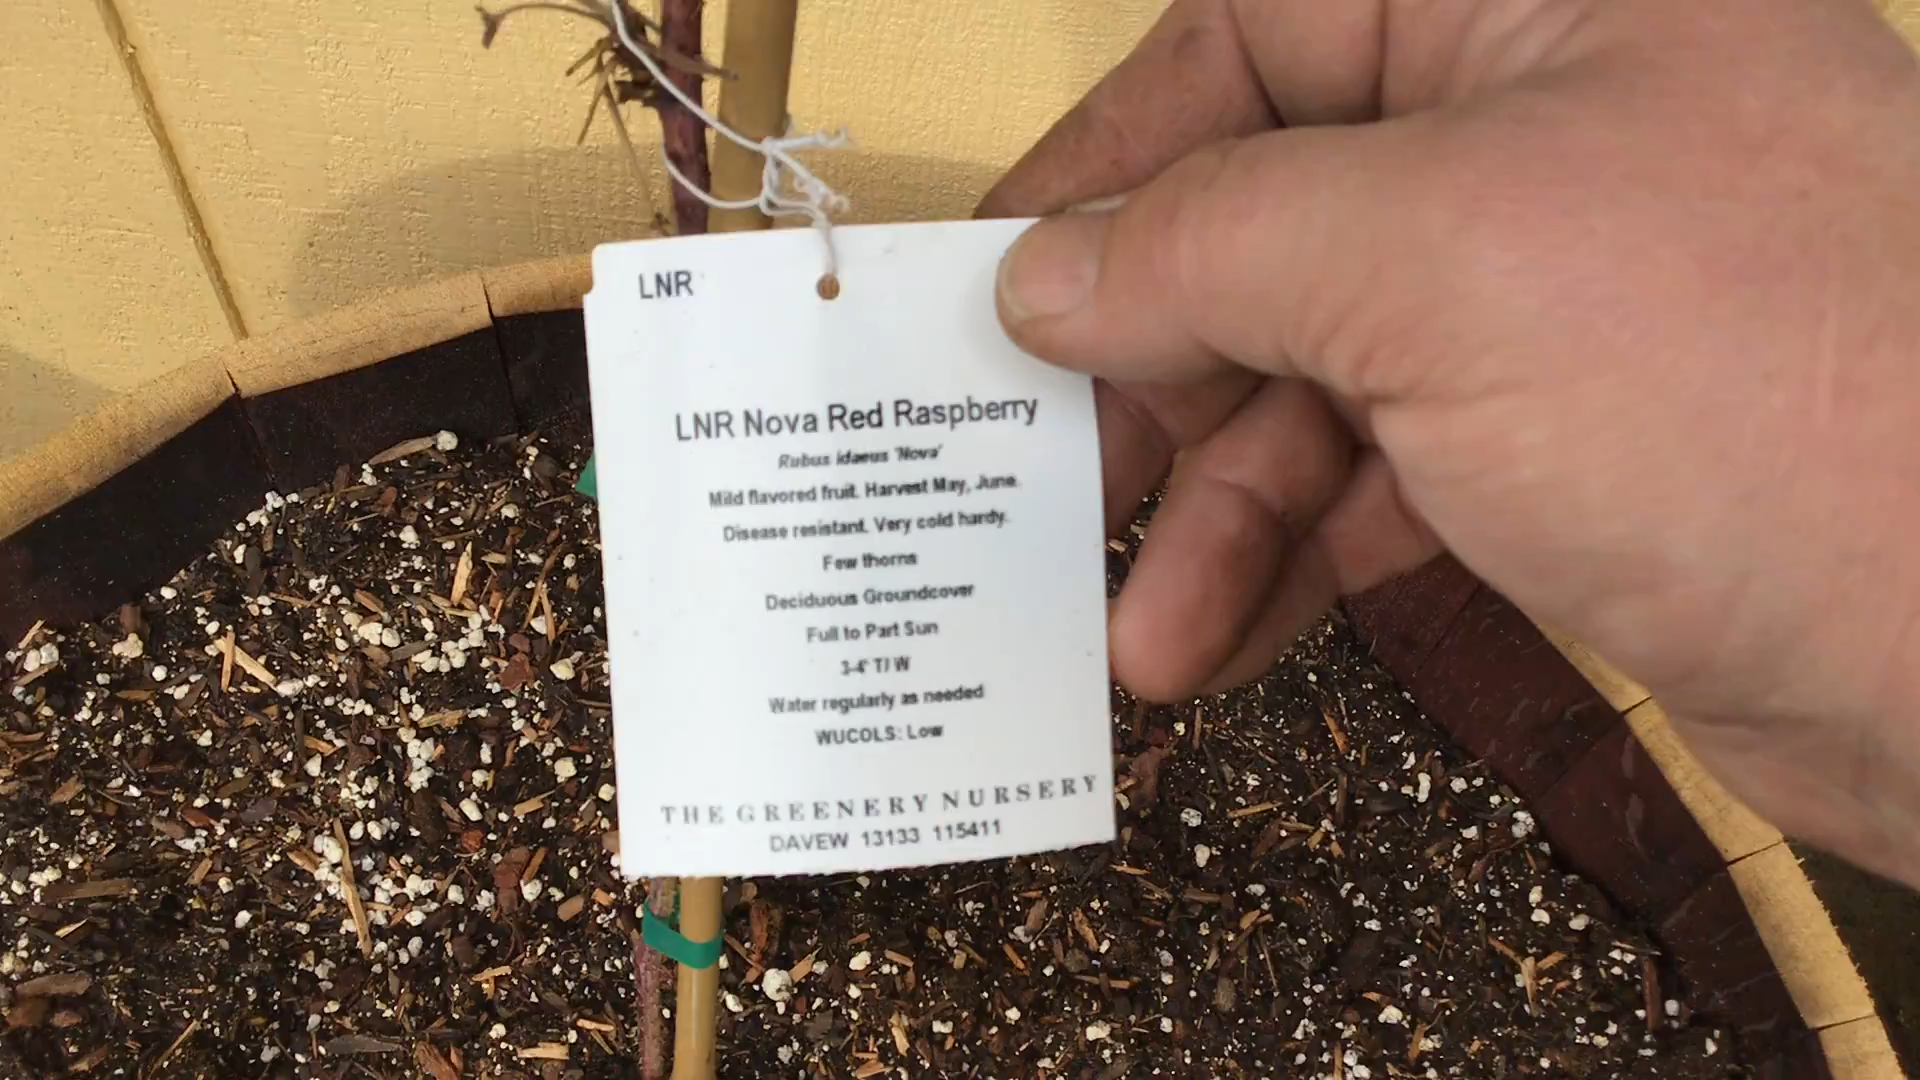 LNR
LNR Nova Red Raspberry
Rubus idaeus 'Nova'
Mild flavored fruit. Harvest May, June.
Disease resistant. Very cold hardy.
Few thorns
Deciduous Groundcover
Full to Part Sun
3-4' T/W
Water regularly as needed
WUCOLS: Low
THE GREENERY NURSERY
DAVEW 13133 115411